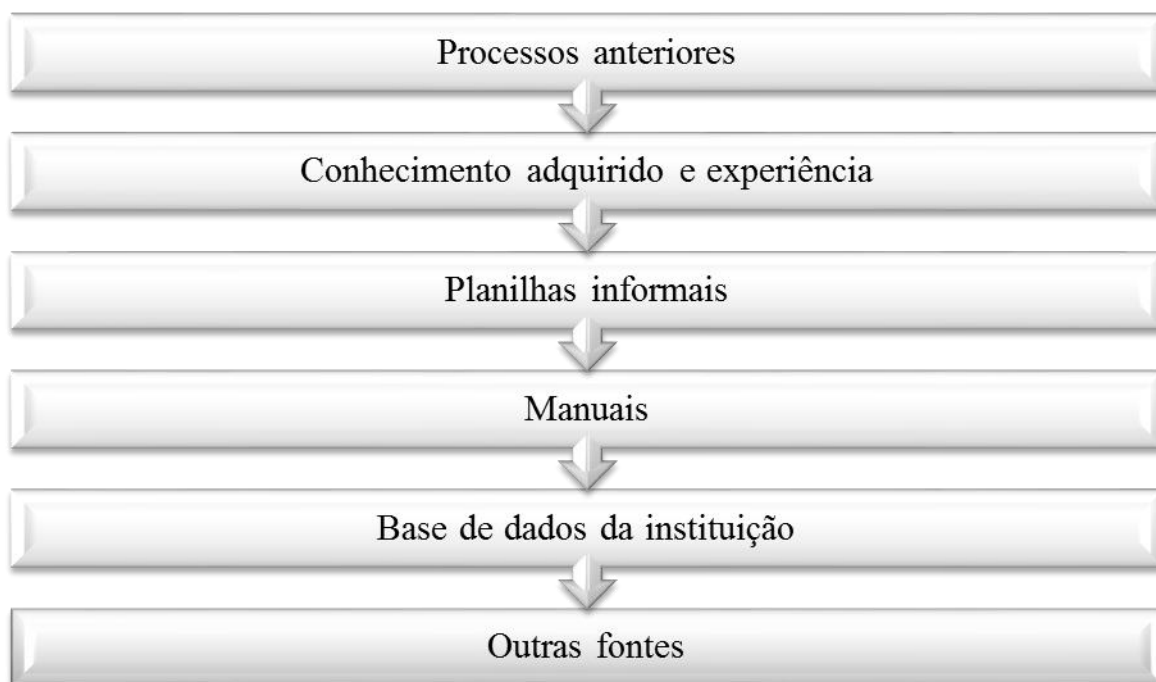 Processos anteriores
Conhecimento adquirido e experiência
Planilhas informais
Manuais
Base de dados da instituição
Outras fontes